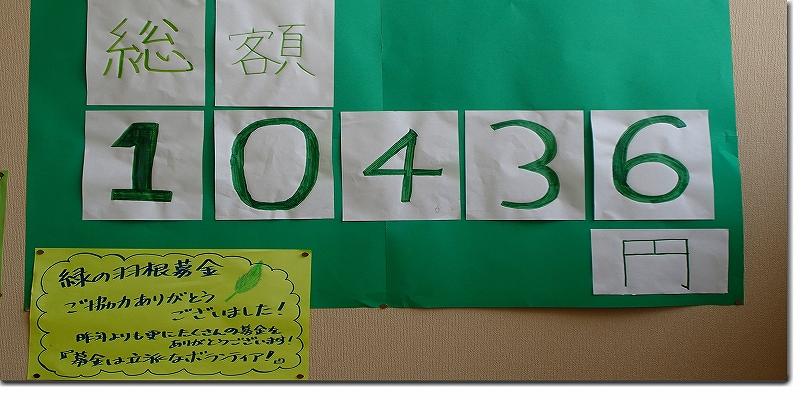 総額
10436
円
緑の羽根募金
ご協力ありがとう
ございました!
昨年よりも更にたくさんの募金を
ありがとうございます!
『募金は立派なボランティア!』